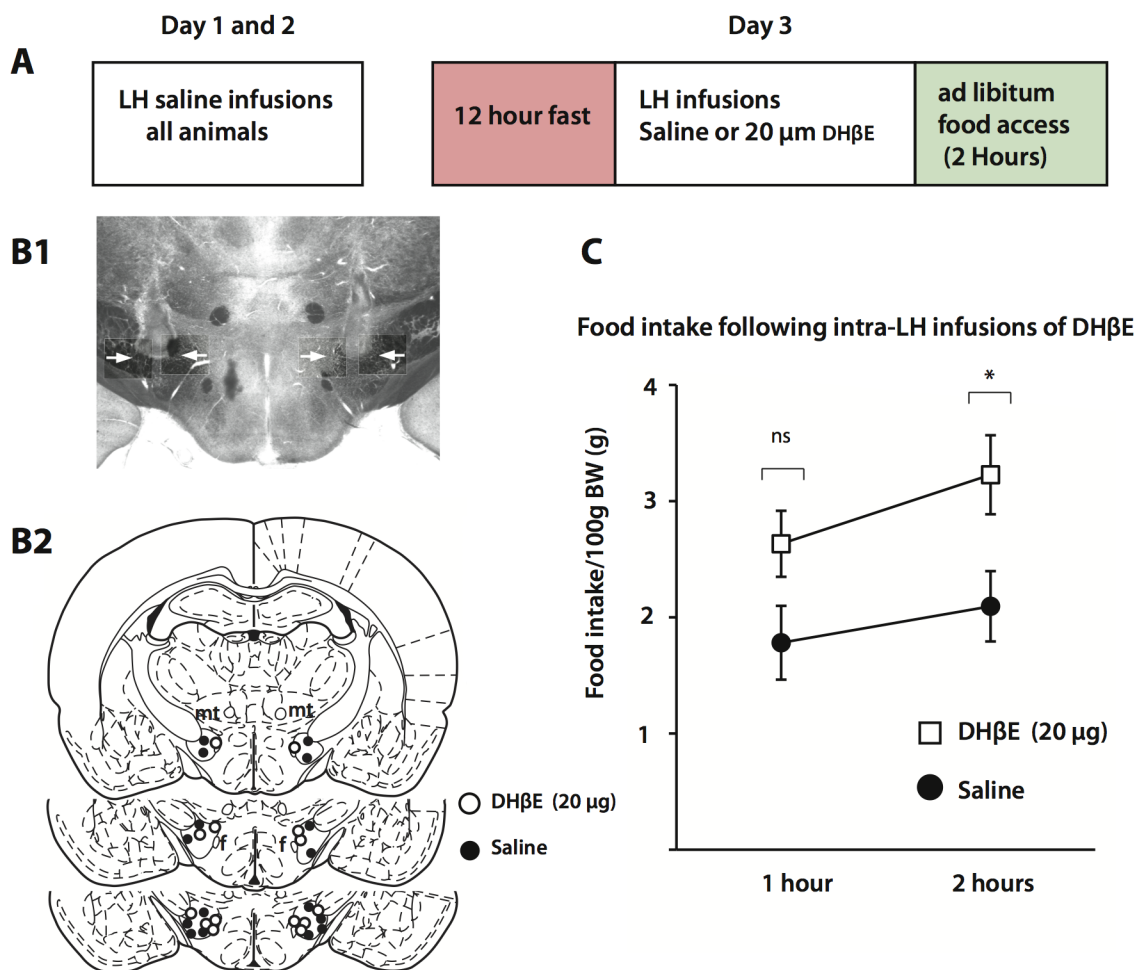 Day 1 and 2
Day 3
A
LH saline infusions
all animals
12 hour fast
LH infusions
Saline or 20 µm DHβE
ad libitum
food access
(2 Hours)
B1
C
Food intake following intra-LH infusions of DHβE
4
3
2
1
Food intake/100g BW (g)
ns
*
DHβE (20 µg)
Saline
1 hour
2 hours
B2
mt
mt
f
f
DHβE (20 µg)
Saline